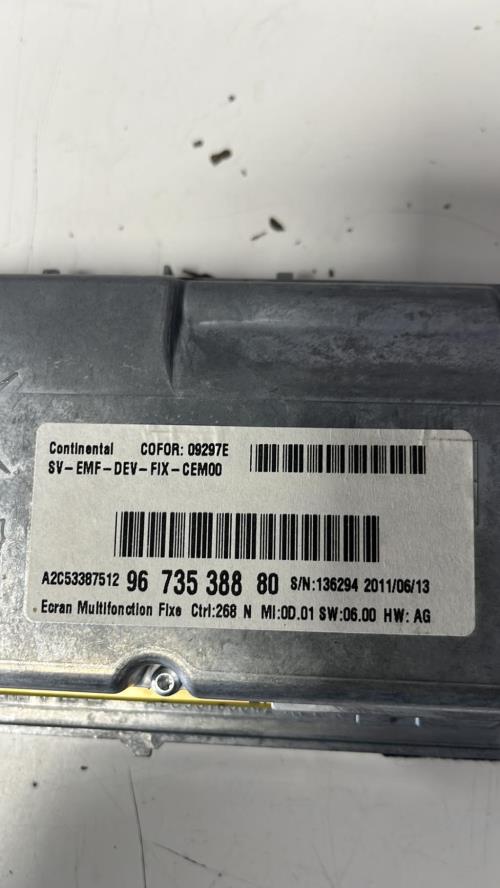 Continental COFOR: 09297E
SV-EMF-DEV-FIX-CEM00
A2C53387512 96 735 388 80 S/N:136294 2011/06/13
Ecran Multifonction Fixe Ctrl:268 N MI:0D.01 SW:06.00 HW: AG